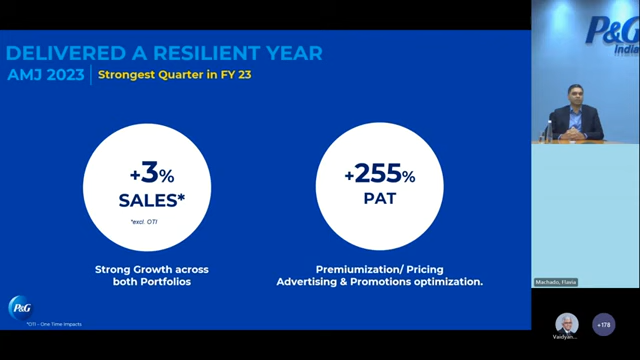 DELIVERED A RESILIENT YEAR
AMJ 2023 | Strongest Quarter in FY 23
+3%
SALES*
*excl. OTI
Strong Growth across
both Portfolios
+255%
PAT
Premiumization/ Pricing
Advertising & Promotions optimization.
P&G
*OTI - One Time Impacts
P&G
India
Machado, Flavia
Vaidyan...
+178